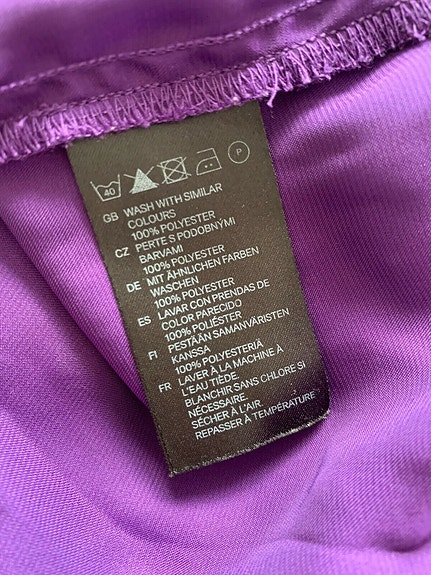 40 P
GB WASH WITH SIMILAR
COLOURS
100% POLYESTER
CZ PERTE S PODOBNÝMI
BARVAMI
100% POLYESTER
DE MIT ÄHNLICHEN FARBEN
WASCHEN
100% POLYESTER
ES LAVAR CON PRENDAS DE
COLOR PARECIDO
100% POLIÉSTER
FI PESTÄÄN SAMANVÄRISTEN
KANSSA
100% POLYESTERIÄ
FR LAVER À LA MACHINE À
L'EAU TIÈDE
BLANCHIR SANS CHLORE SI
NÉCESSAIRE.
SÉCHER À L'AIR.
REPASSER À TEMPÉRATURE